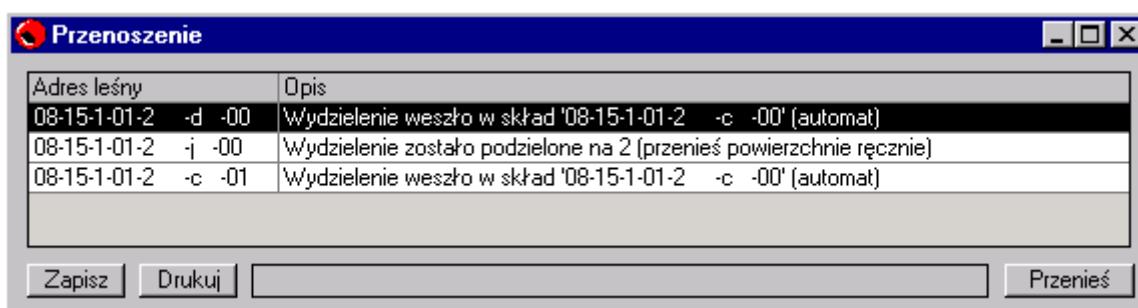 Przenoszenie
Adres leśny Opis
08-15-1-01-2 -d -00 Wydzielenie weszło w skład '08-15-1-01-2 -c -00' (automat)
08-15-1-01-2 -j -00 Wydzielenie zostało podzielone na 2 (przenieś powierzchnie ręcznie)
08-15-1-01-2 -c -01 Wydzielenie weszło w skład '08-15-1-01-2 -c -00' (automat)
Zapisz Drukuj Przenieś